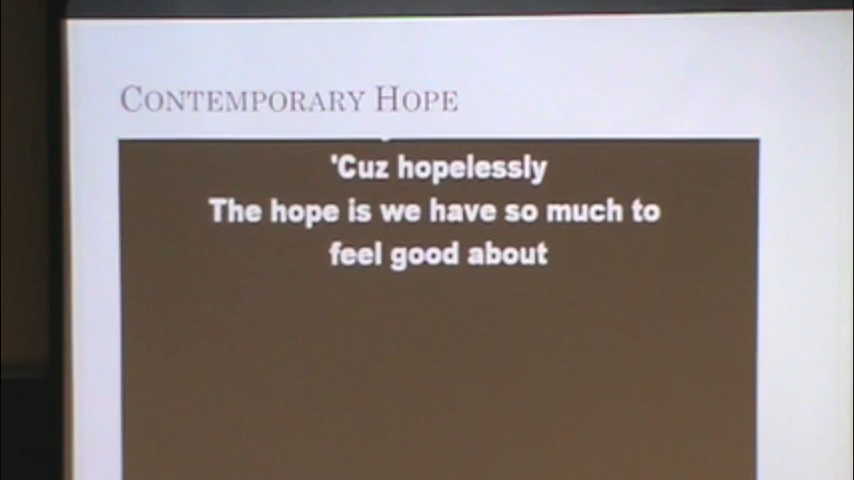 CONTEMPORARY HOPE
'Cuz hopelessly
The hope is we have so much to
feel good about